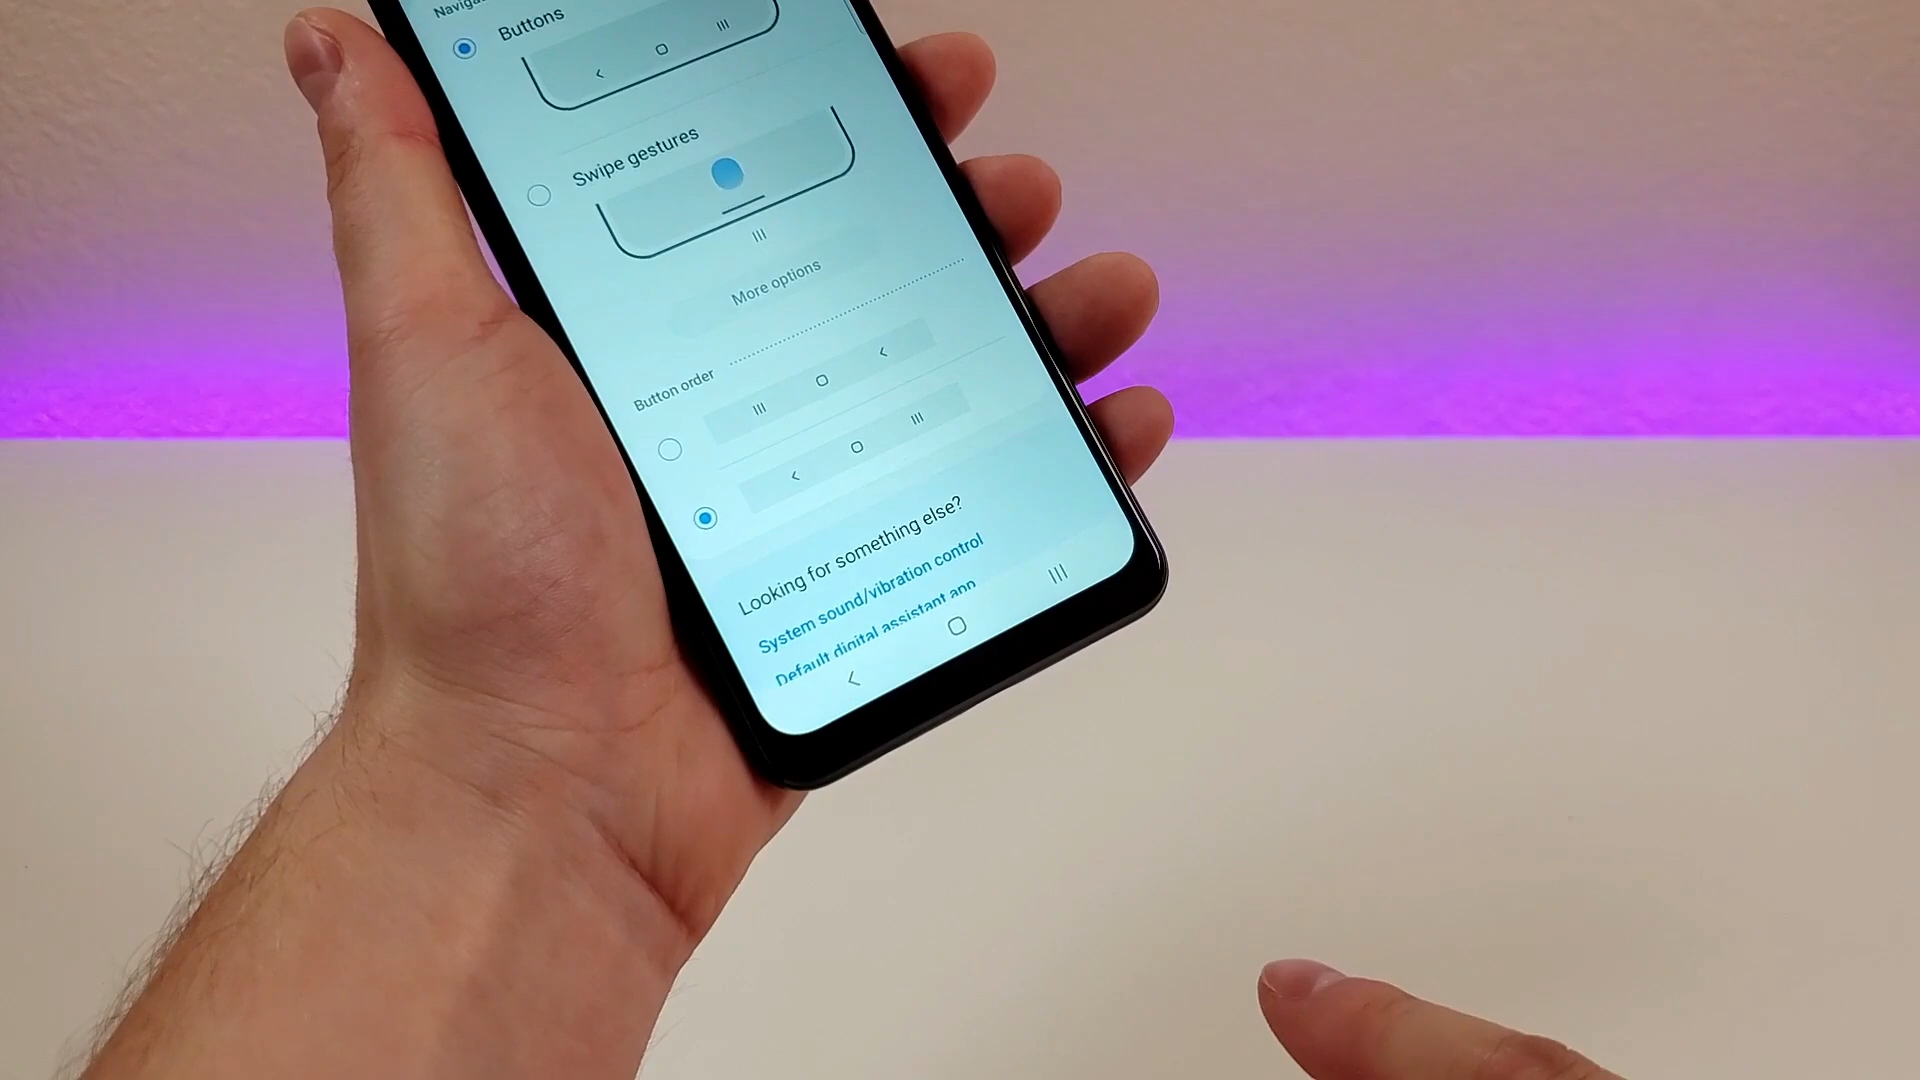 Buttons
Swipe gestures
More options
Button order
Looking for something else?
System sound/vibration control
Default digital assistant app